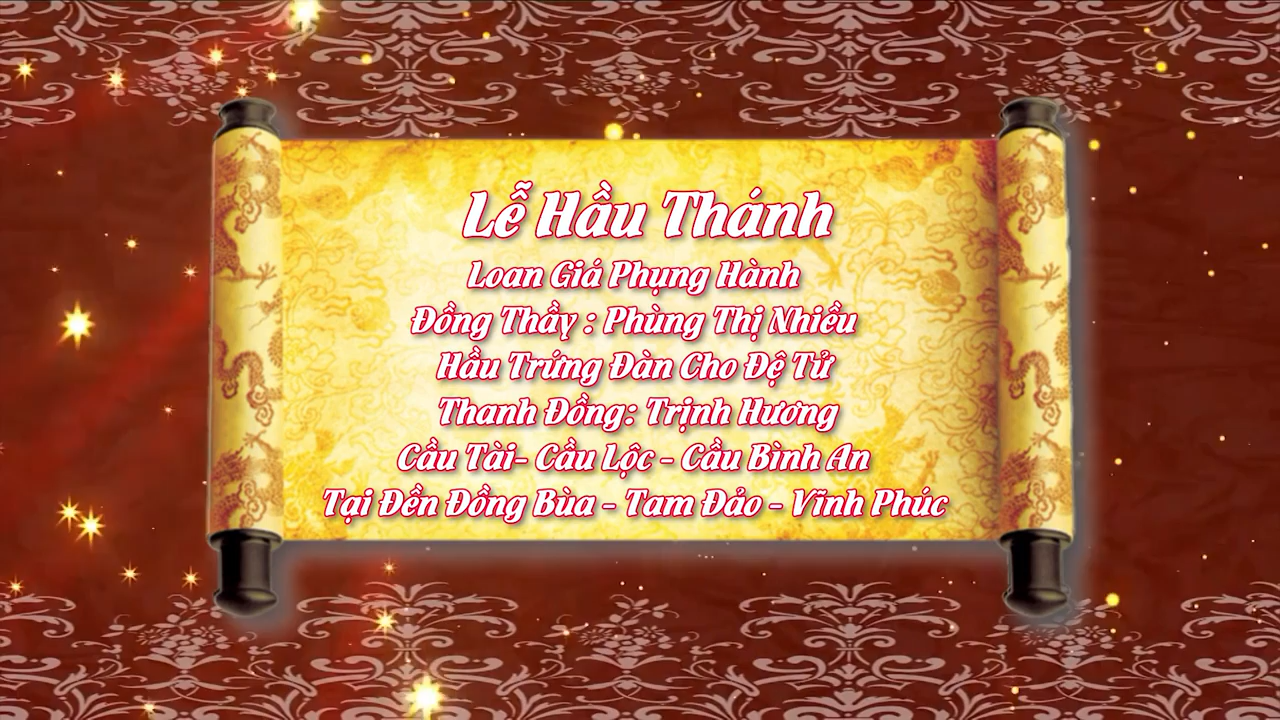 Lễ Hầu Thánh
Loan Giá Phụng Hành
Đồng Thầy : Phùng Thị Nhiều
Hầu Trứng Đàn Cho Đệ Tử
Thanh Đồng: Trịnh Hương
Cầu Tài- Cầu Lộc - Cầu Bình An
Tại Đền Đồng Bùa - Tam Đảo - Vĩnh Phúc